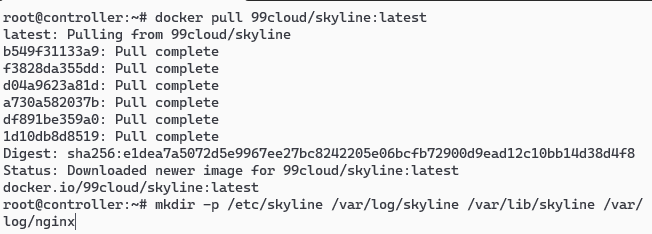 root@controller:~# docker pull 99cloud/skyline:latest
latest: Pulling from 99cloud/skyline
b549f31133a9: Pull complete
f3828da355dd: Pull complete
d04a9623a81d: Pull complete
a730a582037b: Pull complete
df891be359a0: Pull complete
1d10db8d8519: Pull complete
Digest: sha256:e1dea7a5072d5e9967ee27bc8242205e06bcfb72900d9ead12c10bb14d38d4f8
Status: Downloaded newer image for 99cloud/skyline:latest
docker.io/99cloud/skyline:latest
root@controller:~# mkdir -p /etc/skyline /var/log/skyline /var/lib/skyline /var/
log/nginx